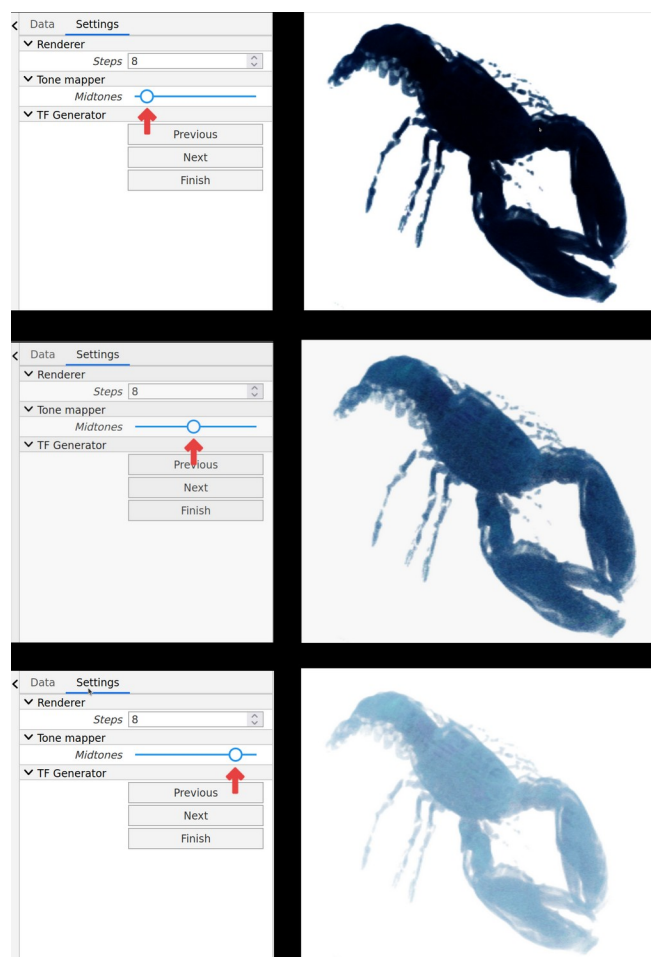 Data Settings
Renderer
Steps 8
Tone mapper
Midtones
TF Generator
Previous
Next
Finish
Data Settings
Renderer
Steps 8
Tone mapper
Midtones
TF Generator
Previous
Next
Finish
Data Settings
Renderer
Steps 8
Tone mapper
Midtones
TF Generator
Previous
Next
Finish